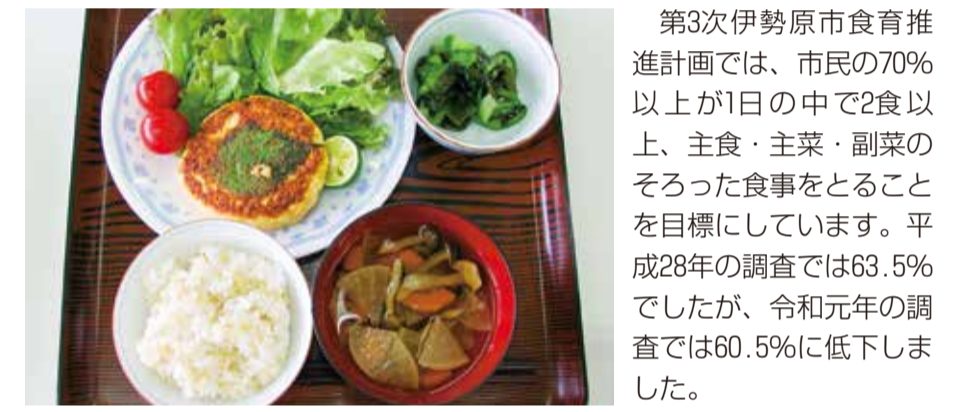 第3次伊勢原市食育推
進計画では、市民の70%
以上が1日の中で2食以
上、主食・主菜・副菜の
そろった食事をとること
を目標にしています。平
成28年の調査では63.5%
でしたが、令和元年の調
査では60.5%に低下しま
した。